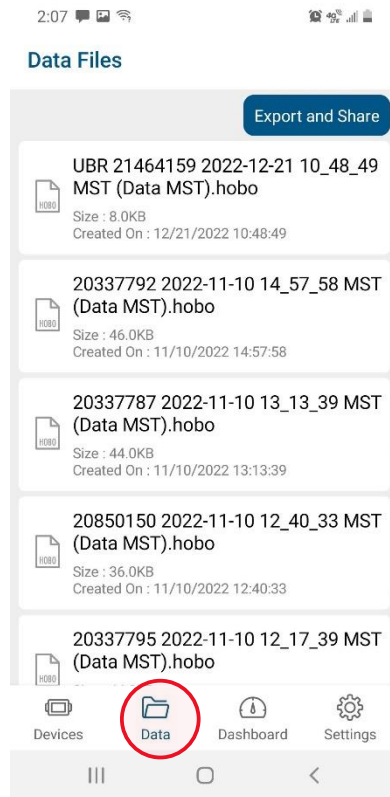 2:07
Data Files
Export and Share
UBR 21464159 2022-12-21 10_48_49
MST (Data MST).hobo
HOBO
Size : 8.0KB
Created On : 12/21/2022 10:48:49
20337792 2022-11-10 14_57_58 MST
(Data MST).hobo
HOBO
Size : 46.0KB
Created On : 11/10/2022 14:57:58
20337787 2022-11-10 13_13_39 MST
(Data MST).hobo
HOBO
Size : 44.0KB
Created On : 11/10/2022 13:13:39
20850150 2022-11-10 12_40_33 MST
(Data MST).hobo
HOBO
Size : 36.0KB
Created On : 11/10/2022 12:40:33
20337795 2022-11-10 12_17_39 MST
(Data MST).hobo
HOBO
Devices Data Dashboard Settings